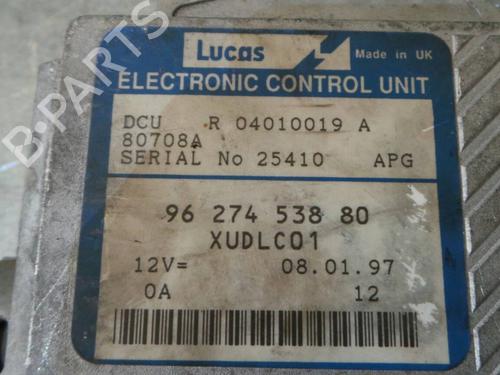 Lucas Made in UK
ELECTRONIC CONTROL UNIT
DCU R 04010019 A
80708A
SERIAL No 25410 APG
96 274 538 80
XUDLC01
12V= 08.01.97
0A 12